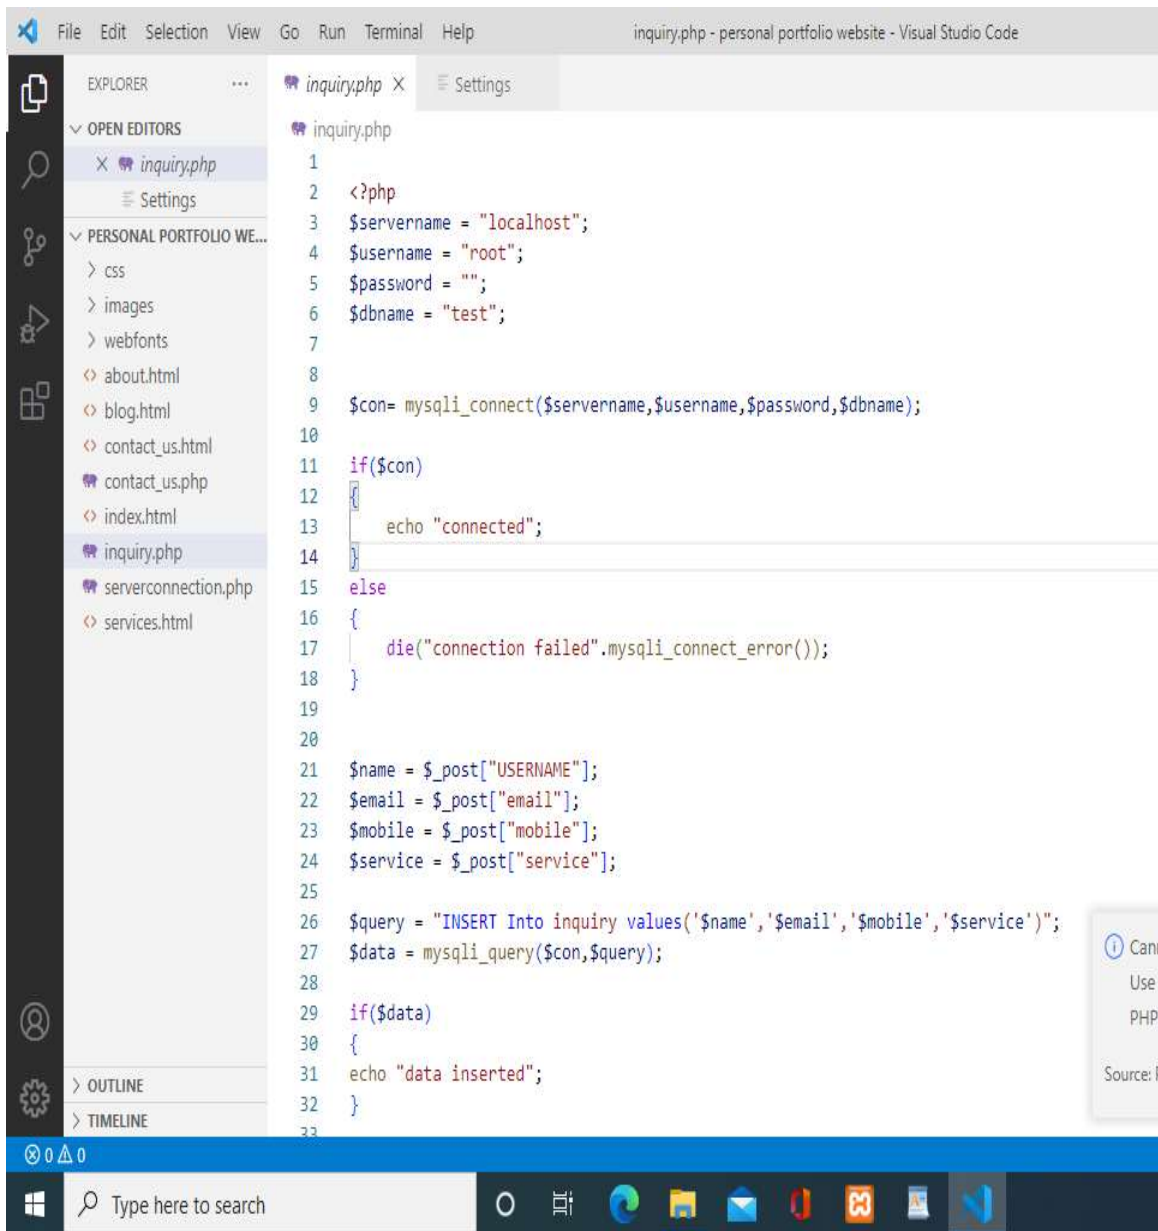 File Edit Selection View Go Run Terminal Help inquiry.php - personal portfolio website - Visual Studio Code
EXPLORER ... inquiry.php X Settings
OPEN EDITORS
X inquiry.php
Settings
PERSONAL PORTFOLIO WE...
css
images
webfonts
about.html
blog.html
contact_us.html
contact_us.php
index.html
inquiry.php
serverconnection.php
services.html
OUTLINE
TIMELINE
inquiry.php
1
2 <?php
3 $servername = "localhost";
4 $username = "root";
5 $password = "";
6 $dbname = "test";
7
8
9 $con= mysqli_connect($servername,$username,$password,$dbname);
10
11 if($con)
12 {
13 echo "connected";
14 }
15 else
16 {
17 die("connection failed".mysqli_connect_error());
18 }
19
20
21 $name = $_post["USERNAME"];
22 $email = $_post["email"];
23 $mobile = $_post["mobile"];
24 $service = $_post["service"];
25
26 $query = "INSERT Into inquiry values('$name','$email','$mobile','$service')";
27 $data = mysqli_query($con,$query);
28
29 if($data)
30 {
31 echo "data inserted";
32 }
33
Use
PHP
Source:
0 0
Type here to search